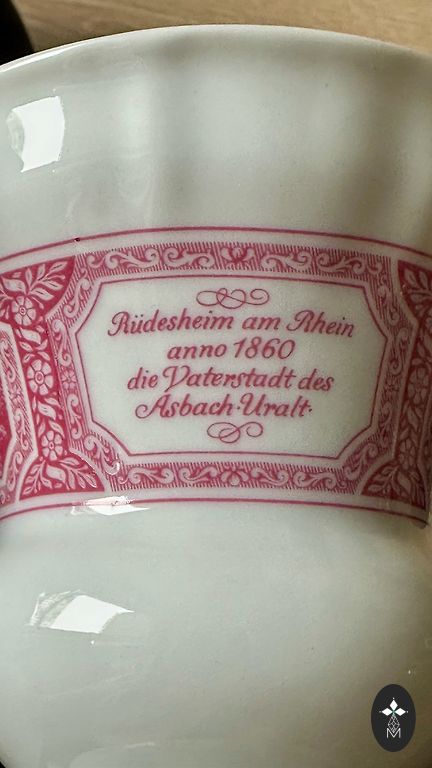 Rüdesheim am Rhein
anno 1860
die Vaterstadt des
Asbach-Uralt.
M